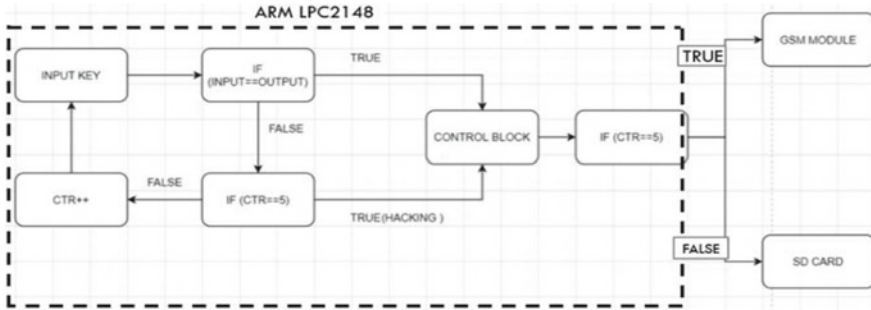 ARM LPC2148
INPUT KEY
IF
(INPUT==OUTPUT)
TRUE
FALSE
CONTROL BLOCK
IF (CTR==5)
TRUE
GSM MODULE
CTR++
FALSE
IF (CTR==5)
TRUE(HACKING )
FALSE
SD CARD